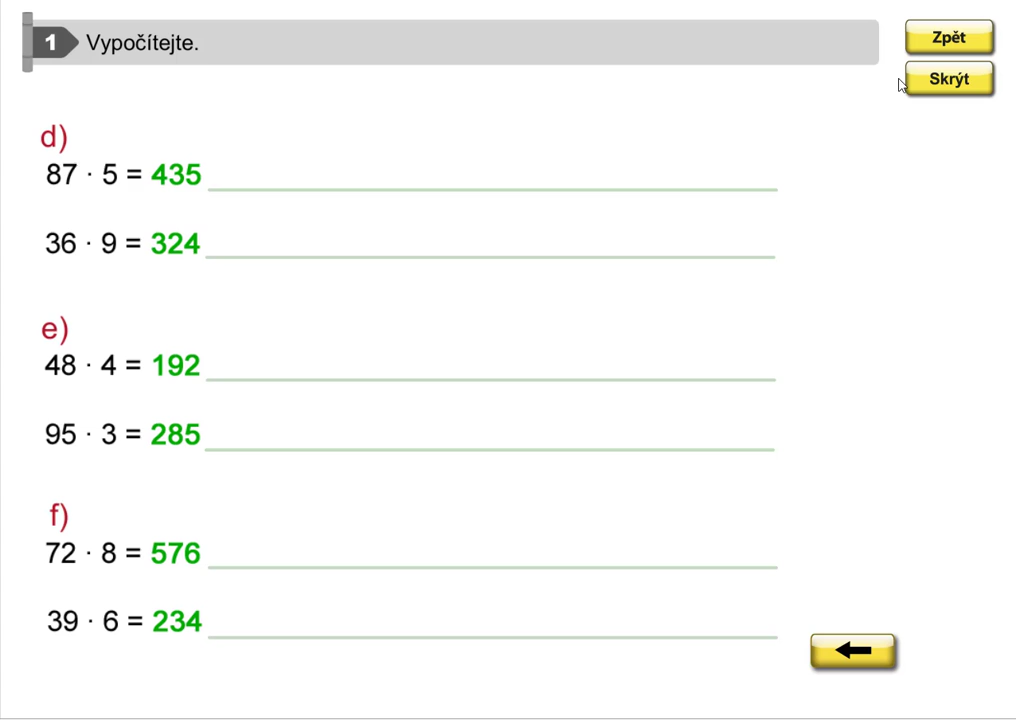 1 Vypočítejte.
Zpět
Skrýt
d)
87 · 5 = 435
36 · 9 = 324
e)
48 · 4 = 192
95 · 3 = 285
f)
72 · 8 = 576
39 · 6 = 234